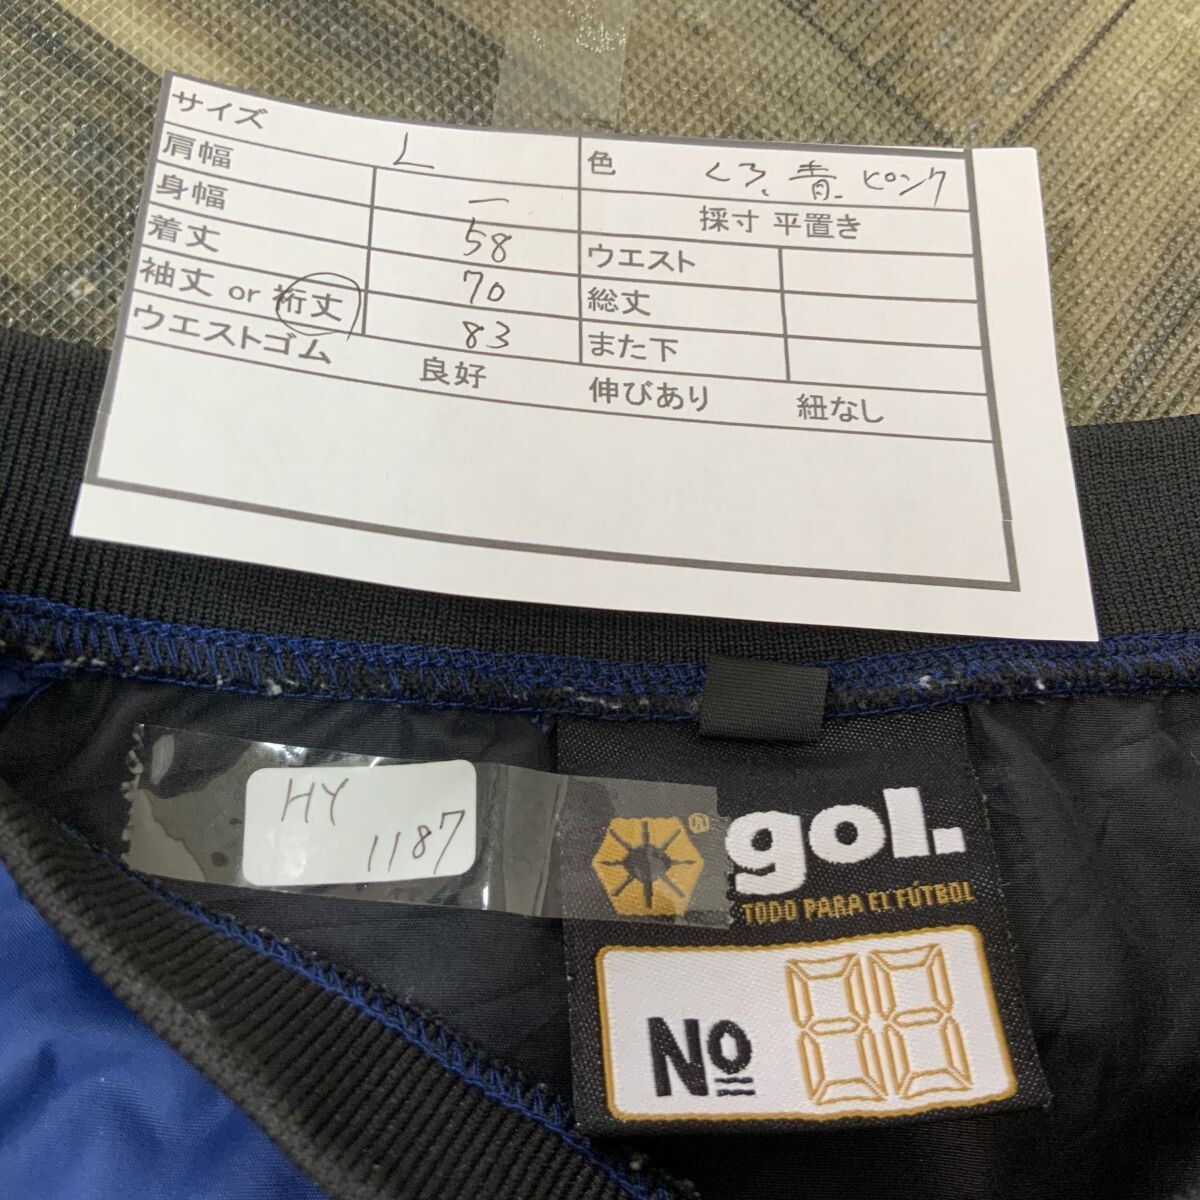 サイズ L 色 くろ、青、ピンク
肩幅 ー 採寸 平置き
身幅 58 ウエスト
着丈 70 総丈
袖丈 or 裄丈 83 また下
ウエストゴム 良好 伸びあり 紐なし
HY
1187
gol.
TODO PARA EL FÚTBOL
No 88